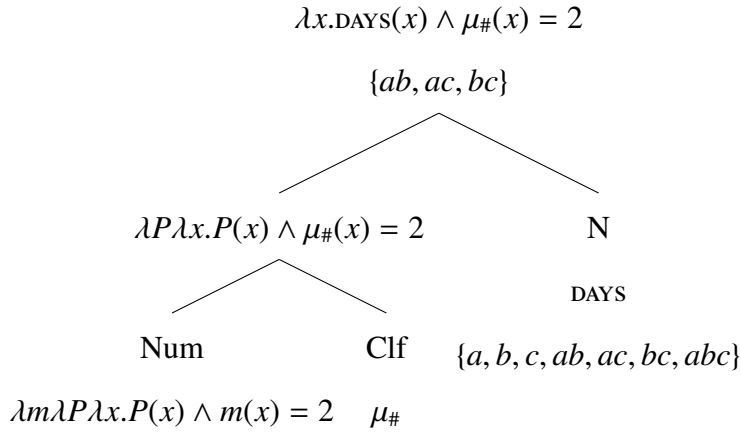 λx.DAYS(x) ∧ μ#(x) = 2
{ab, ac, bc}
λPλx.P(x) ∧ μ#(x) = 2 N
DAYS
Num Clf {a, b, c, ab, ac, bc, abc}
λmλPλx.P(x) ∧ m(x) = 2 μ#